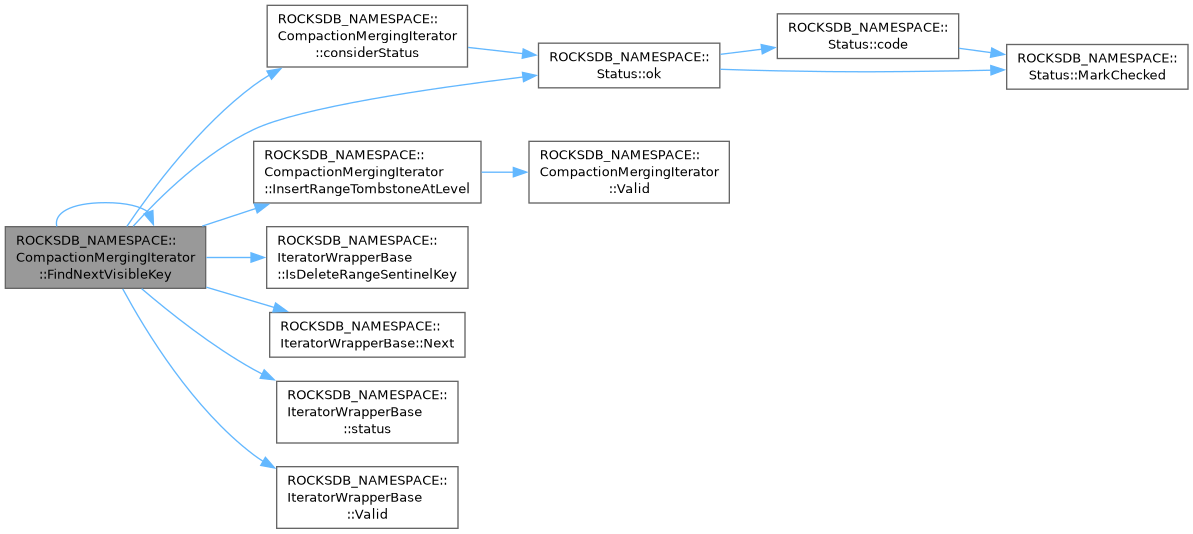 ROCKSDB_NAMESPACE::
CompactionMergingIterator
::FindNextVisibleKey
ROCKSDB_NAMESPACE::
CompactionMergingIterator
::considerStatus
ROCKSDB_NAMESPACE::
Status::ok
ROCKSDB_NAMESPACE::
Status::code
ROCKSDB_NAMESPACE::
Status::MarkChecked
ROCKSDB_NAMESPACE::
CompactionMergingIterator
::InsertRangeTombstoneAtLevel
ROCKSDB_NAMESPACE::
CompactionMergingIterator
::Valid
ROCKSDB_NAMESPACE::
IteratorWrapperBase
::IsDeleteRangeSentinelKey
ROCKSDB_NAMESPACE::
IteratorWrapperBase::Next
ROCKSDB_NAMESPACE::
IteratorWrapperBase
::status
ROCKSDB_NAMESPACE::
IteratorWrapperBase
::Valid